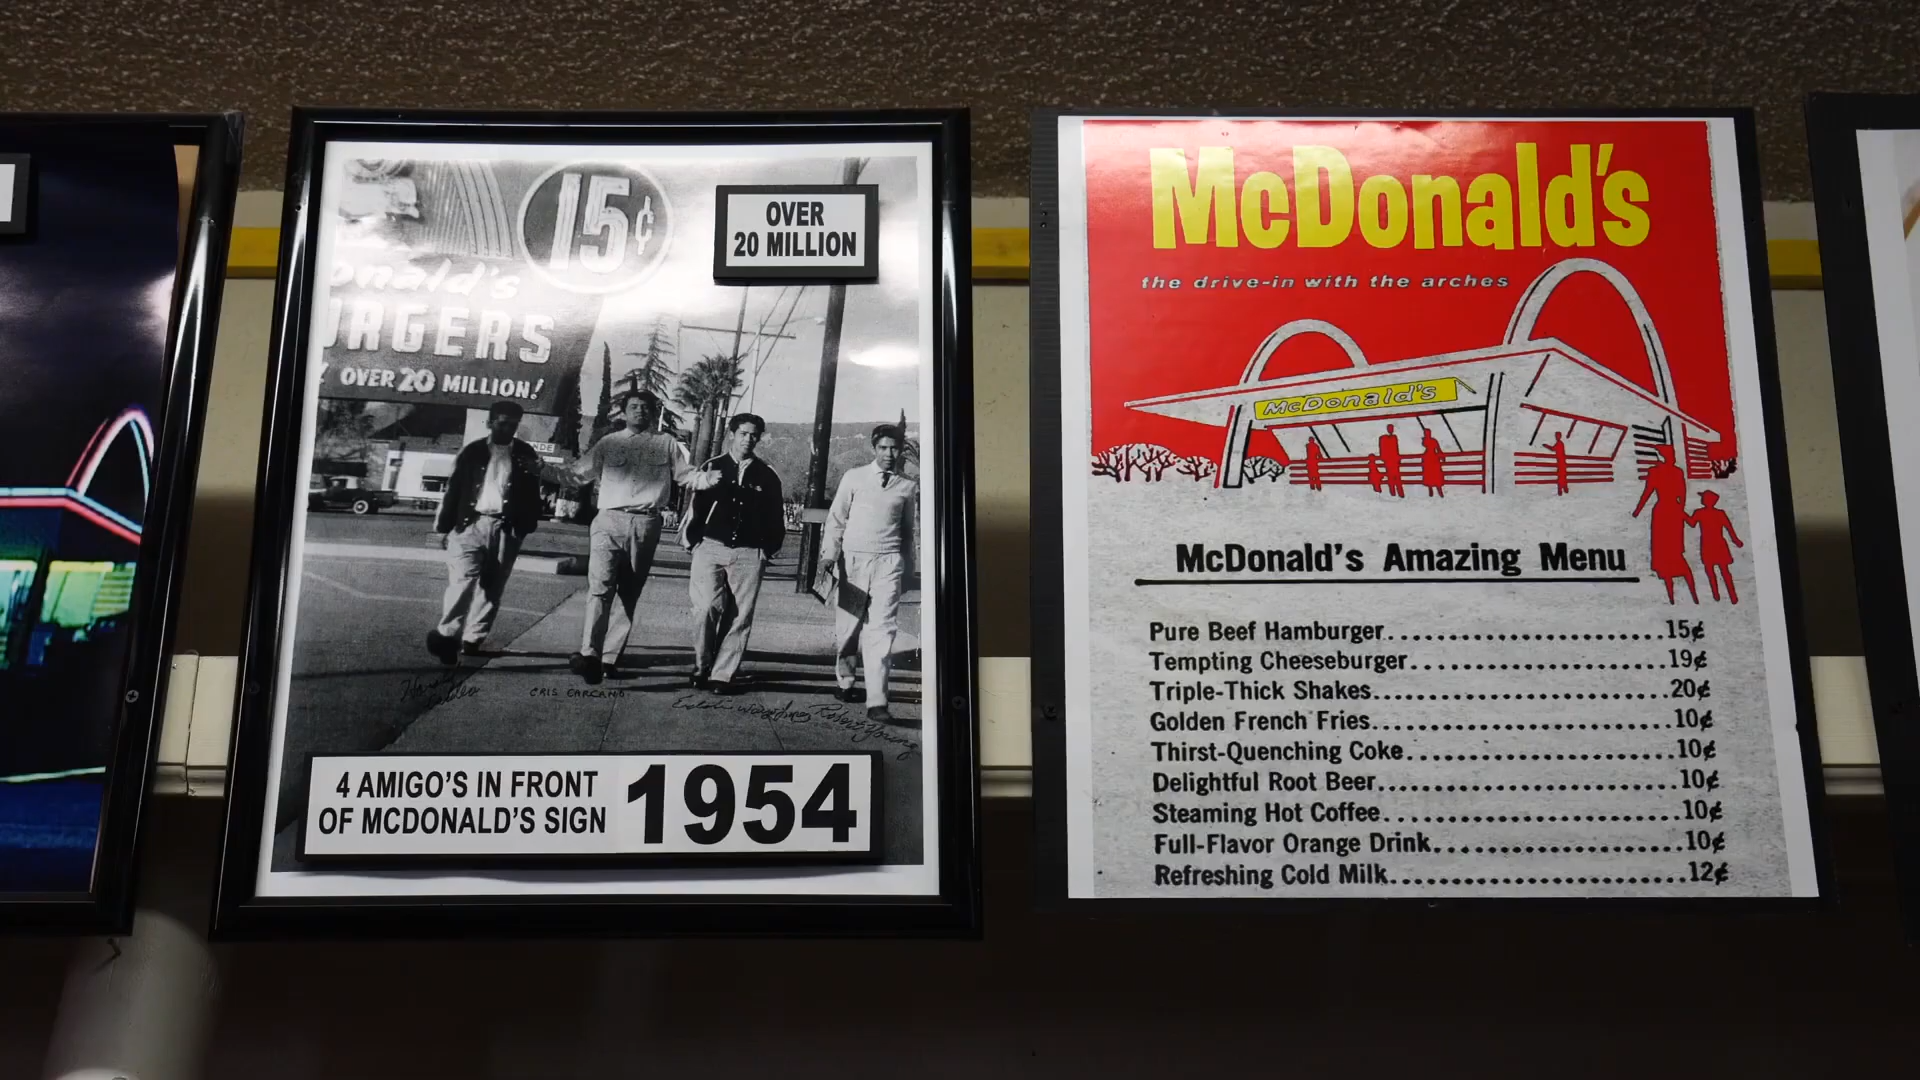 15¢
OVER
20 MILLION
onald's
URGERS
OVER 20 MILLION!
CRIS CARCANO
4 AMIGO'S IN FRONT
OF MCDONALD'S SIGN
1954
McDonald's
the drive-in with the arches
McDonald's
McDonald's Amazing Menu
Pure Beef Hamburger..........................15¢
Tempting Cheeseburger........................19¢
Triple-Thick Shakes...........................20¢
Golden French Fries...........................10¢
Thirst-Quenching Coke........................10¢
Delightful Root Beer...........................10¢
Steaming Hot Coffee..........................10¢
Full-Flavor Orange Drink......................10¢
Refreshing Cold Milk..........................12¢